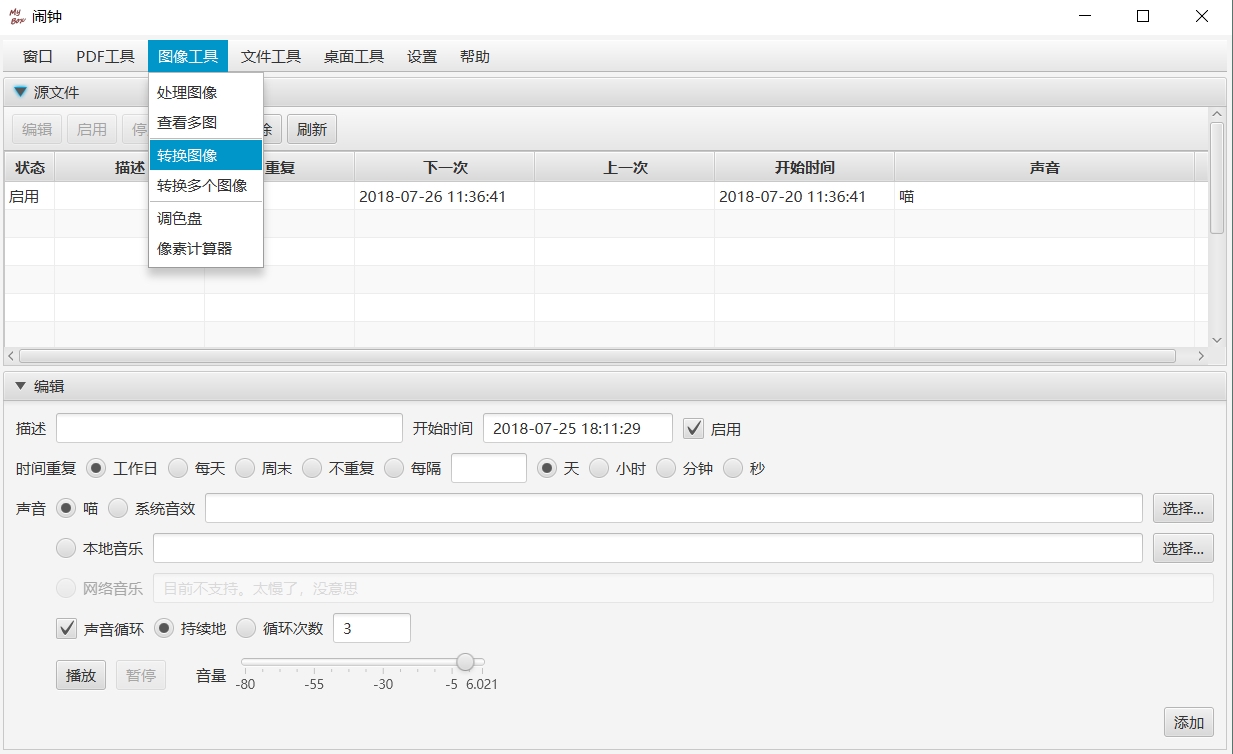 My Box 闹钟
窗口 PDF工具 图像工具 文件工具 桌面工具 设置 帮助
源文件
处理图像
查看多图
转换图像
转换多个图像
调色盘
像素计算器
编辑 启用 停 除 刷新
状态 描述 重复 下一次 上一次 开始时间 声音
启用 2018-07-26 11:36:41 2018-07-20 11:36:41 喵
编辑
描述 开始时间 2018-07-25 18:11:29 启用
时间重复 工作日 每天 周末 不重复 每隔 天 小时 分钟 秒
声音 喵 系统音效 选择...
本地音乐 选择...
网络音乐 目前不支持。太慢了，没意思
声音循环 持续地 循环次数 3
播放 暂停 音量 -80 -55 -30 -5 6.021
添加